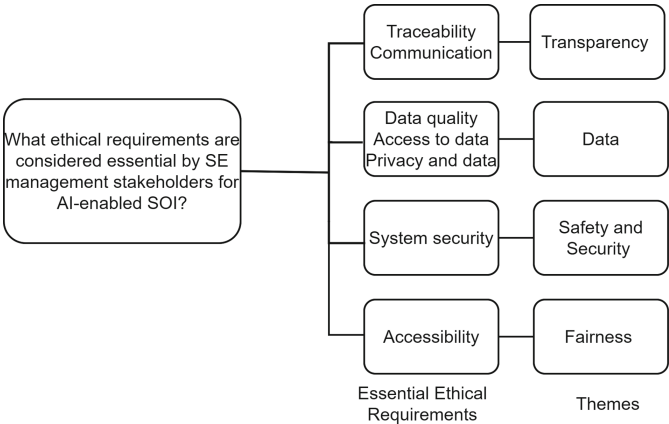 What ethical requirements are
considered essential by SE
management stakeholders for
AI-enabled SOI?
Traceability
Communication
Transparency
Data quality
Access to data
Privacy and data
Data
System security
Safety and
Security
Accessibility
Fairness
Essential Ethical
Requirements
Themes